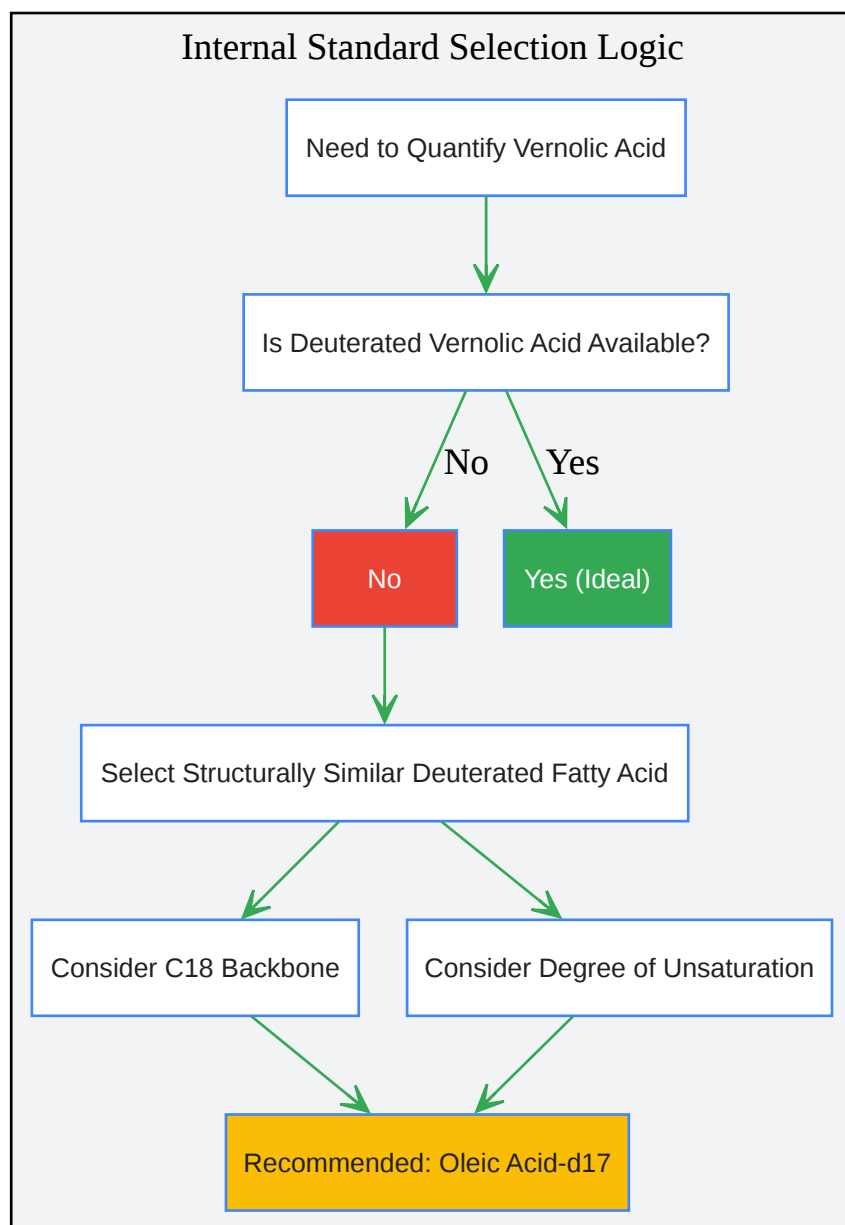 Internal Standard Selection Logic
Need to Quantify Vernolic Acid
Is Deuterated Vernolic Acid Available?
No
Yes
No
Yes (Ideal)
Select Structurally Similar Deuterated Fatty Acid
Consider C18 Backbone
Consider Degree of Unsaturation
Recommended: Oleic Acid-d17